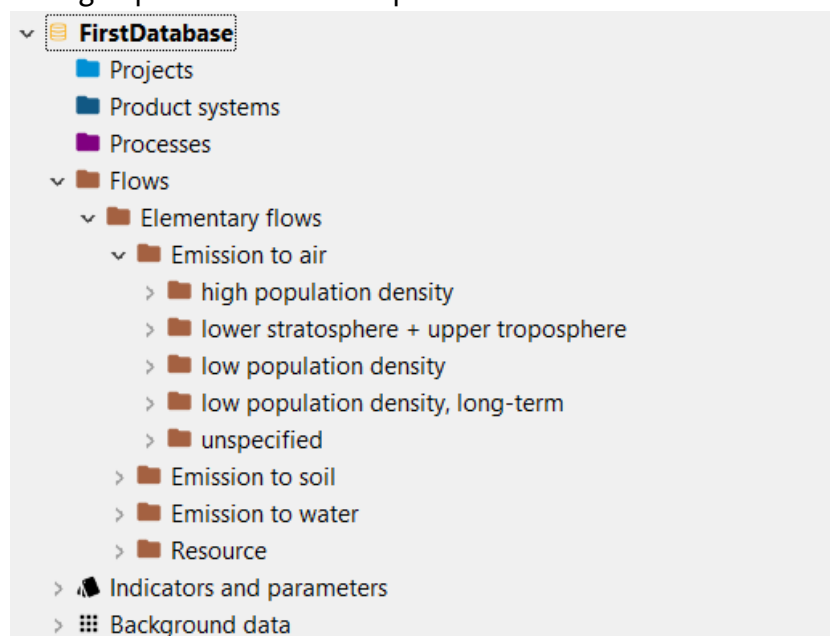 FirstDatabase
Projects
Product systems
Processes
Flows
Elementary flows
Emission to air
high population density
lower stratosphere + upper troposphere
low population density
low population density, long-term
unspecified
Emission to soil
Emission to water
Resource
Indicators and parameters
Background data